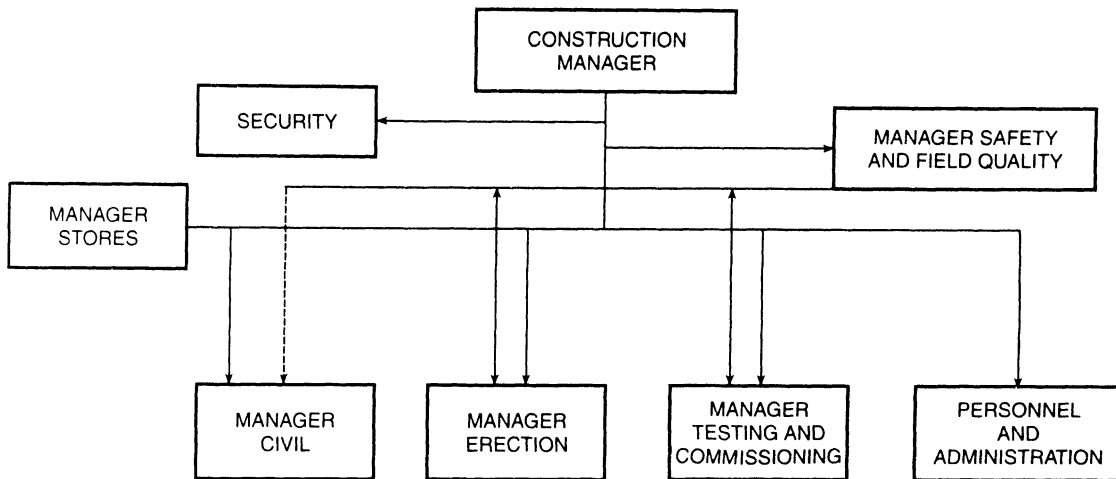 CONSTRUCTION
MANAGER
SECURITY
MANAGER SAFETY
AND FIELD QUALITY
MANAGER
STORES
MANAGER
CIVIL
MANAGER
ERECTION
MANAGER
TESTING AND
COMMISSIONING
PERSONNEL
AND
ADMINISTRATION